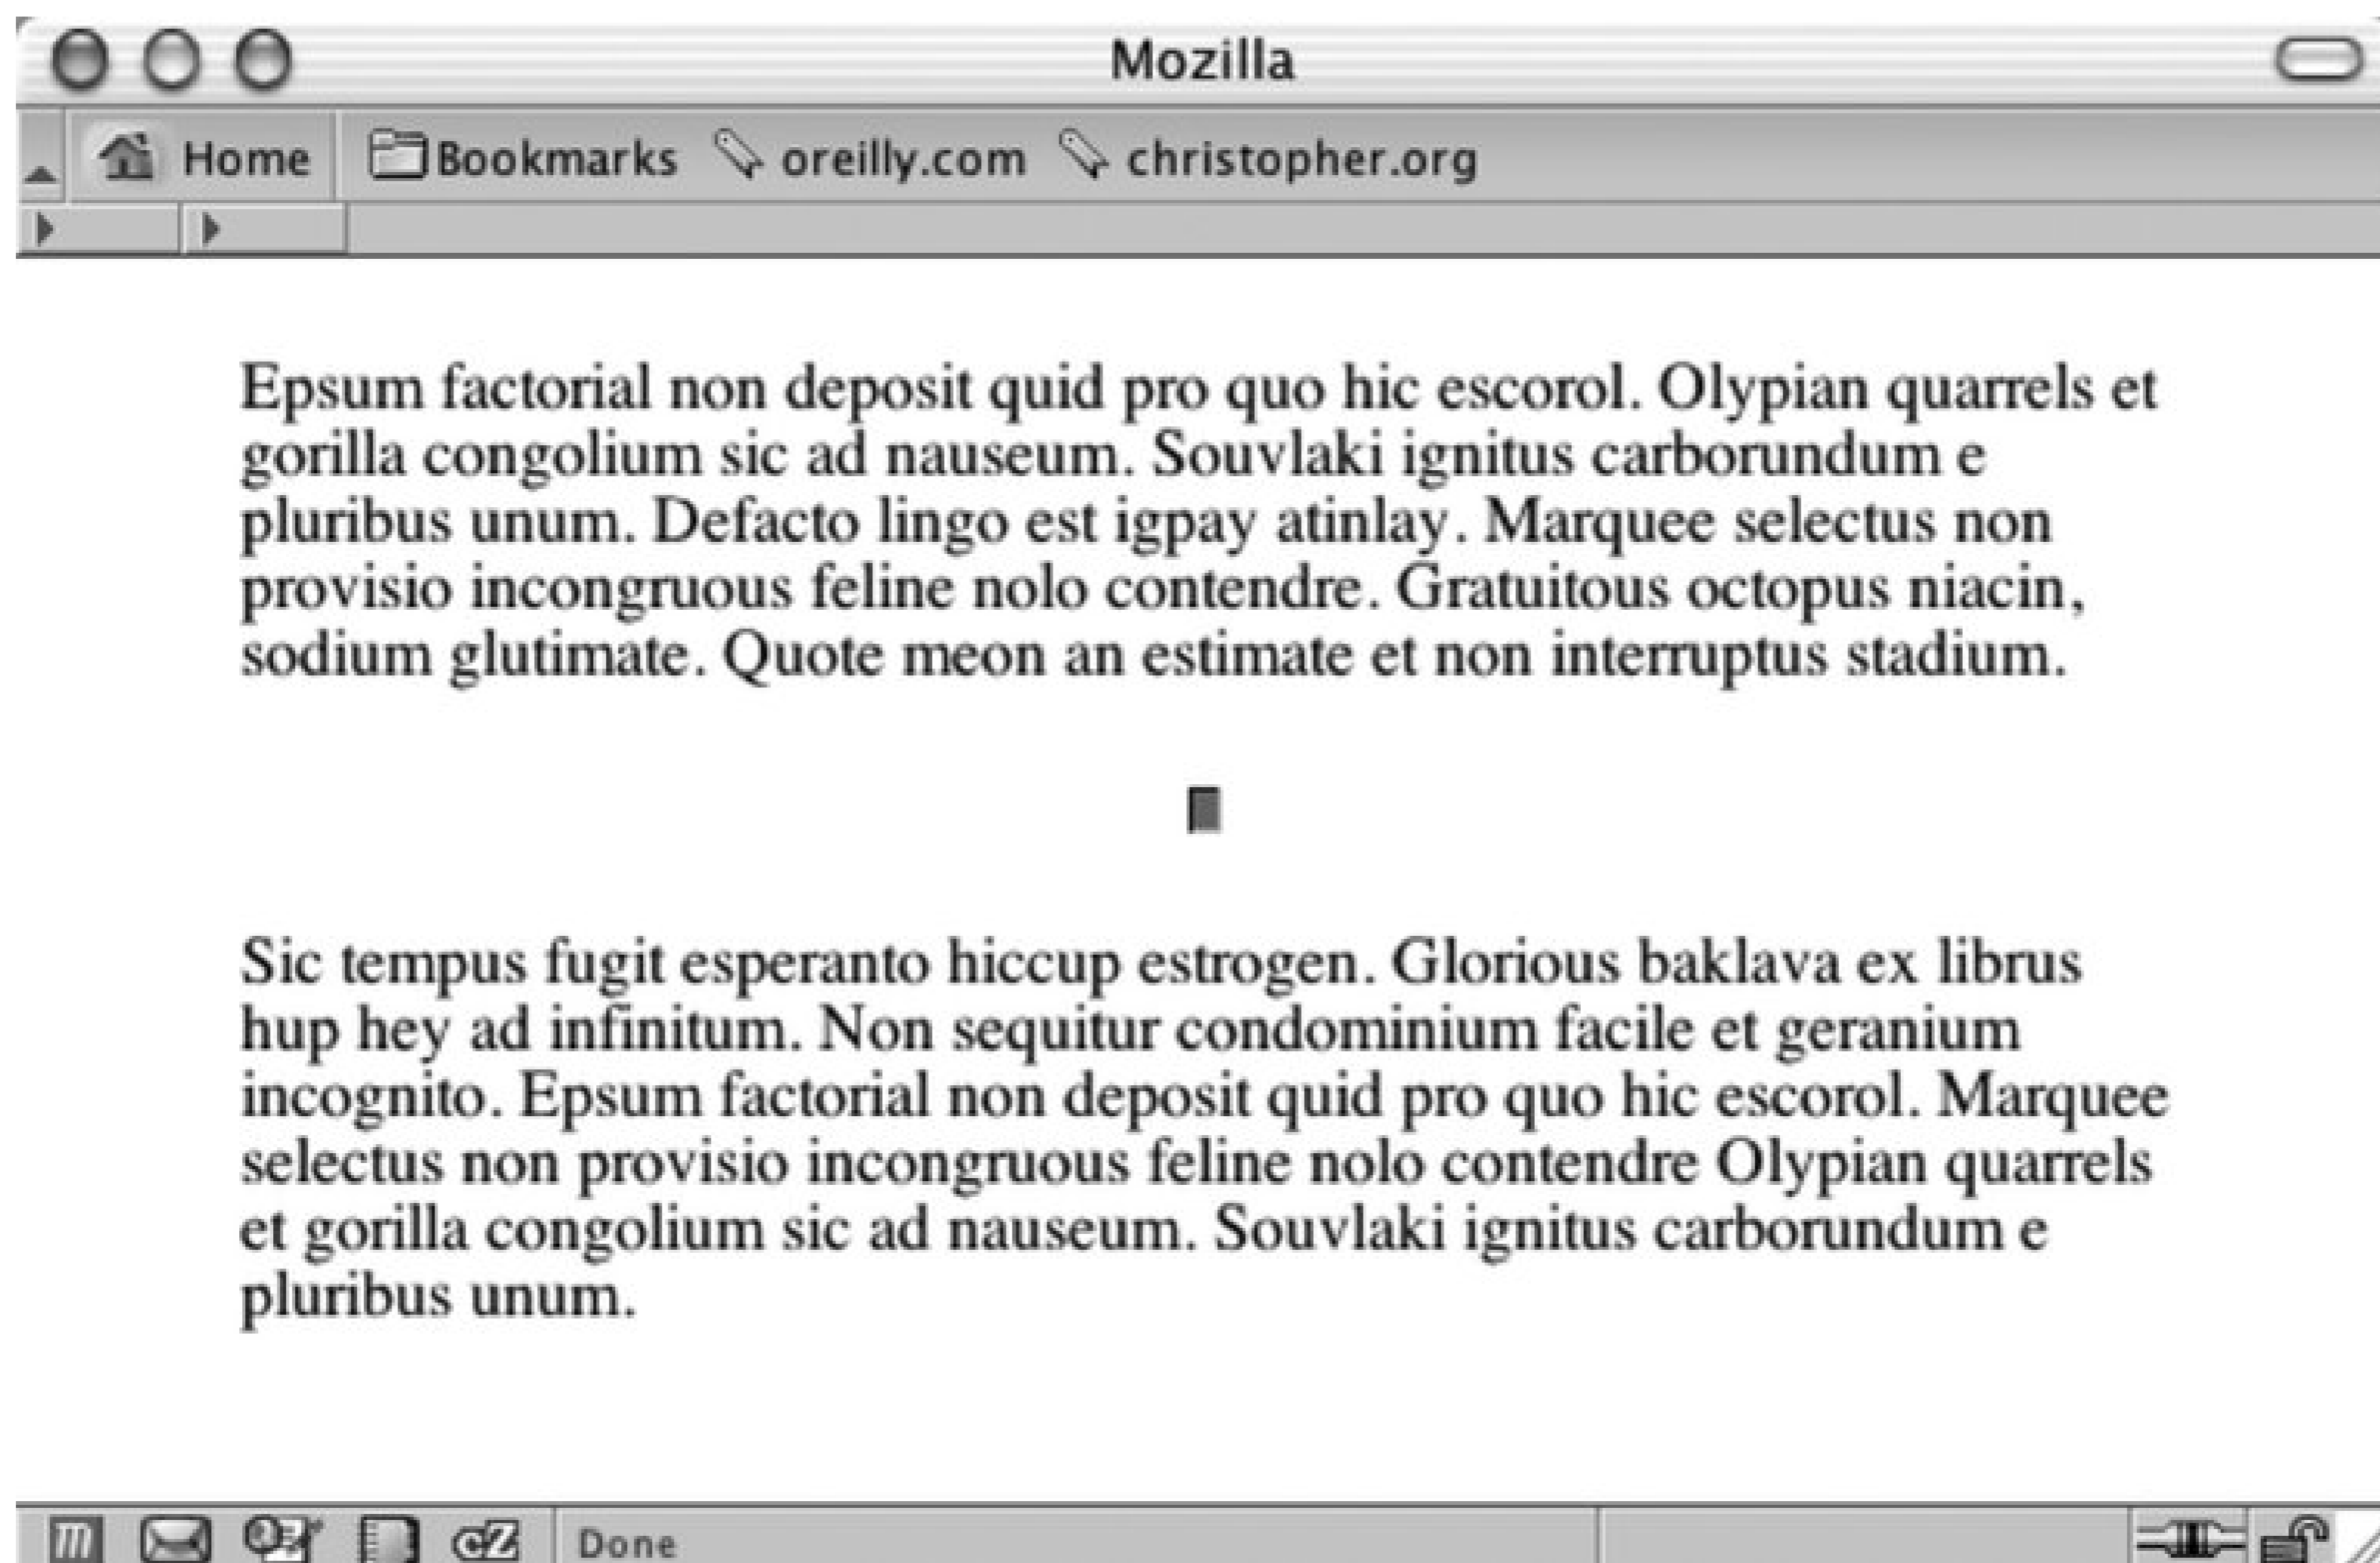 Mozilla
Home Bookmarks oreilly.com christopher.org
Epsum factorial non deposit quid pro quo hic escorol. Olypian quarrels et
gorilla congolium sic ad nauseum. Souvlaki ignitus carborundum e
pluribus unum. Defacto lingo est igpay atinlay. Marquee selectus non
provisio incongruous feline nolo contendre. Gratuitous octopus niacin,
sodium glutimate. Quote meon an estimate et non interruptus stadium.
Sic tempus fugit esperanto hiccup estrogen. Glorious baklava ex librus
hup hey ad infinitum. Non sequitur condominium facile et geranium
incognito. Epsum factorial non deposit quid pro quo hic escorol. Marquee
selectus non provisio incongruous feline nolo contendre Olypian quarrels
et gorilla congolium sic ad nauseum. Souvlaki ignitus carborundum e
pluribus unum.
m cZ Done